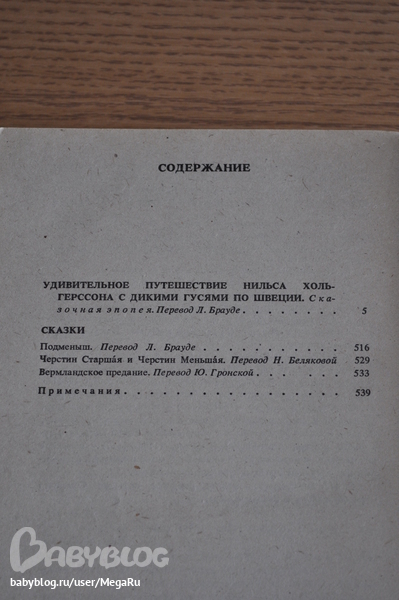 СОДЕРЖАНИЕ
УДИВИТЕЛЬНОЕ ПУТЕШЕСТВИЕ НИЛЬСА ХОЛЬ-
ГЕРССОНА С ДИКИМИ ГУСЯМИ ПО ШВЕЦИИ. Ска-
зочная эпопея. Перевод Л. Брауде . . . . . . . . 5
СКАЗКИ
Подменыш. Перевод Л. Брауде . . . . . . . . . . . 516
Черстин Старша́я и Черстин Меньша́я. Перевод Н. Беляковой 529
Вермландское предание. Перевод Ю. Гронской . . . . . . 533
Примечания . . . . . . . . . . . . . . . . . 539
BABYBLOG
babyblog.ru/user/MegaRu